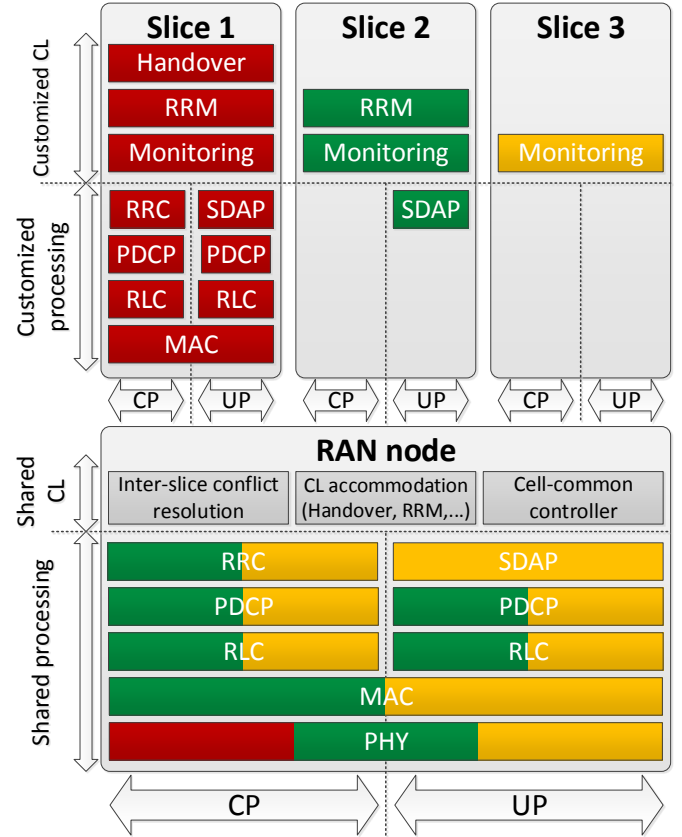 Slice 1
Slice 2
Slice 3
Customized CL
Handover
RRM
RRM
Monitoring
Monitoring
Monitoring
Customized
processing
RRC
SDAP
SDAP
PDCP
PDCP
RLC
RLC
MAC
CP
UP
CP
UP
CP
UP
RAN node
Shared
CL
Inter-slice conflict
resolution
CL accommodation
(Handover, RRM,...)
Cell-common
controller
Shared processing
RRC
SDAP
PDCP
PDCP
RLC
RLC
MAC
PHY
CP
UP